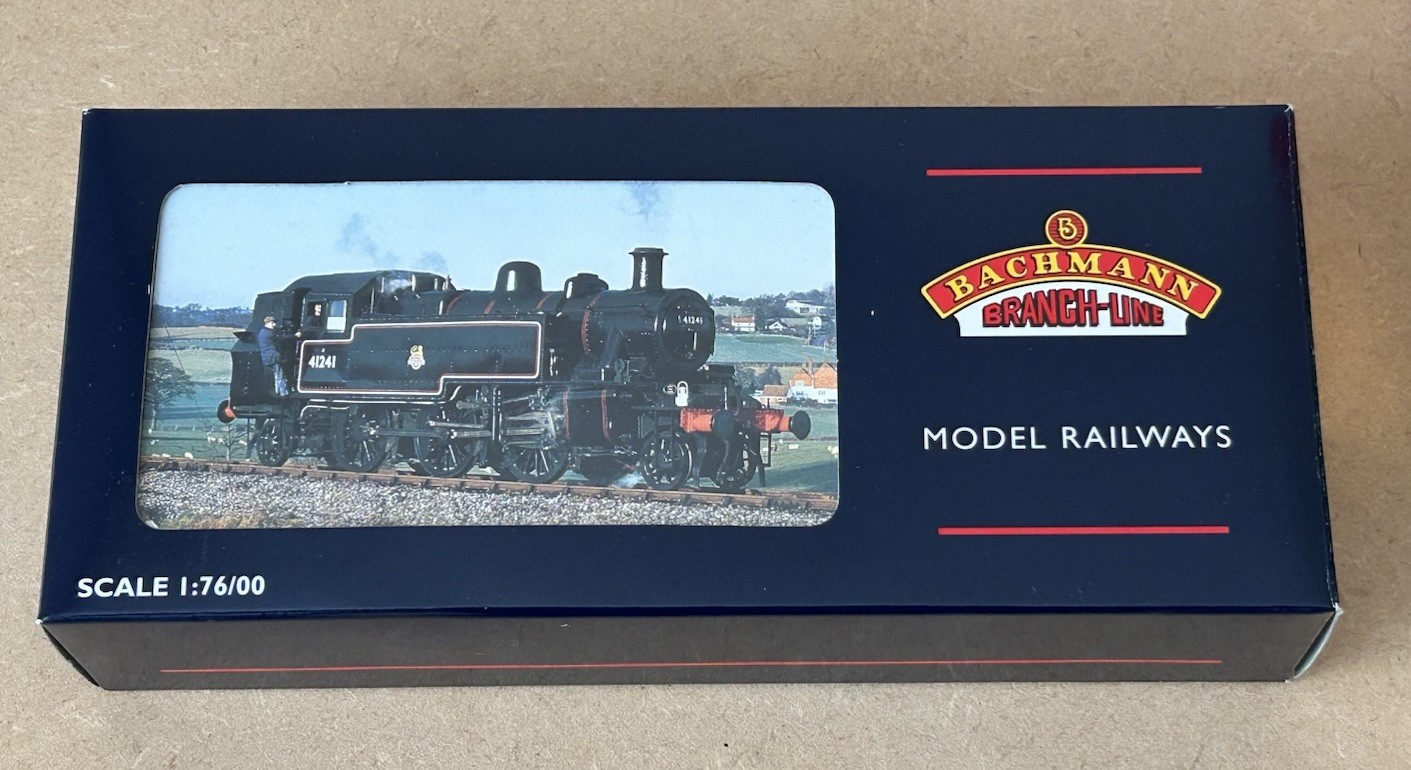 41241
41241
SCALE 1:76/00
B
BACHMANN
BRANCH-LINE
MODEL RAILWAYS